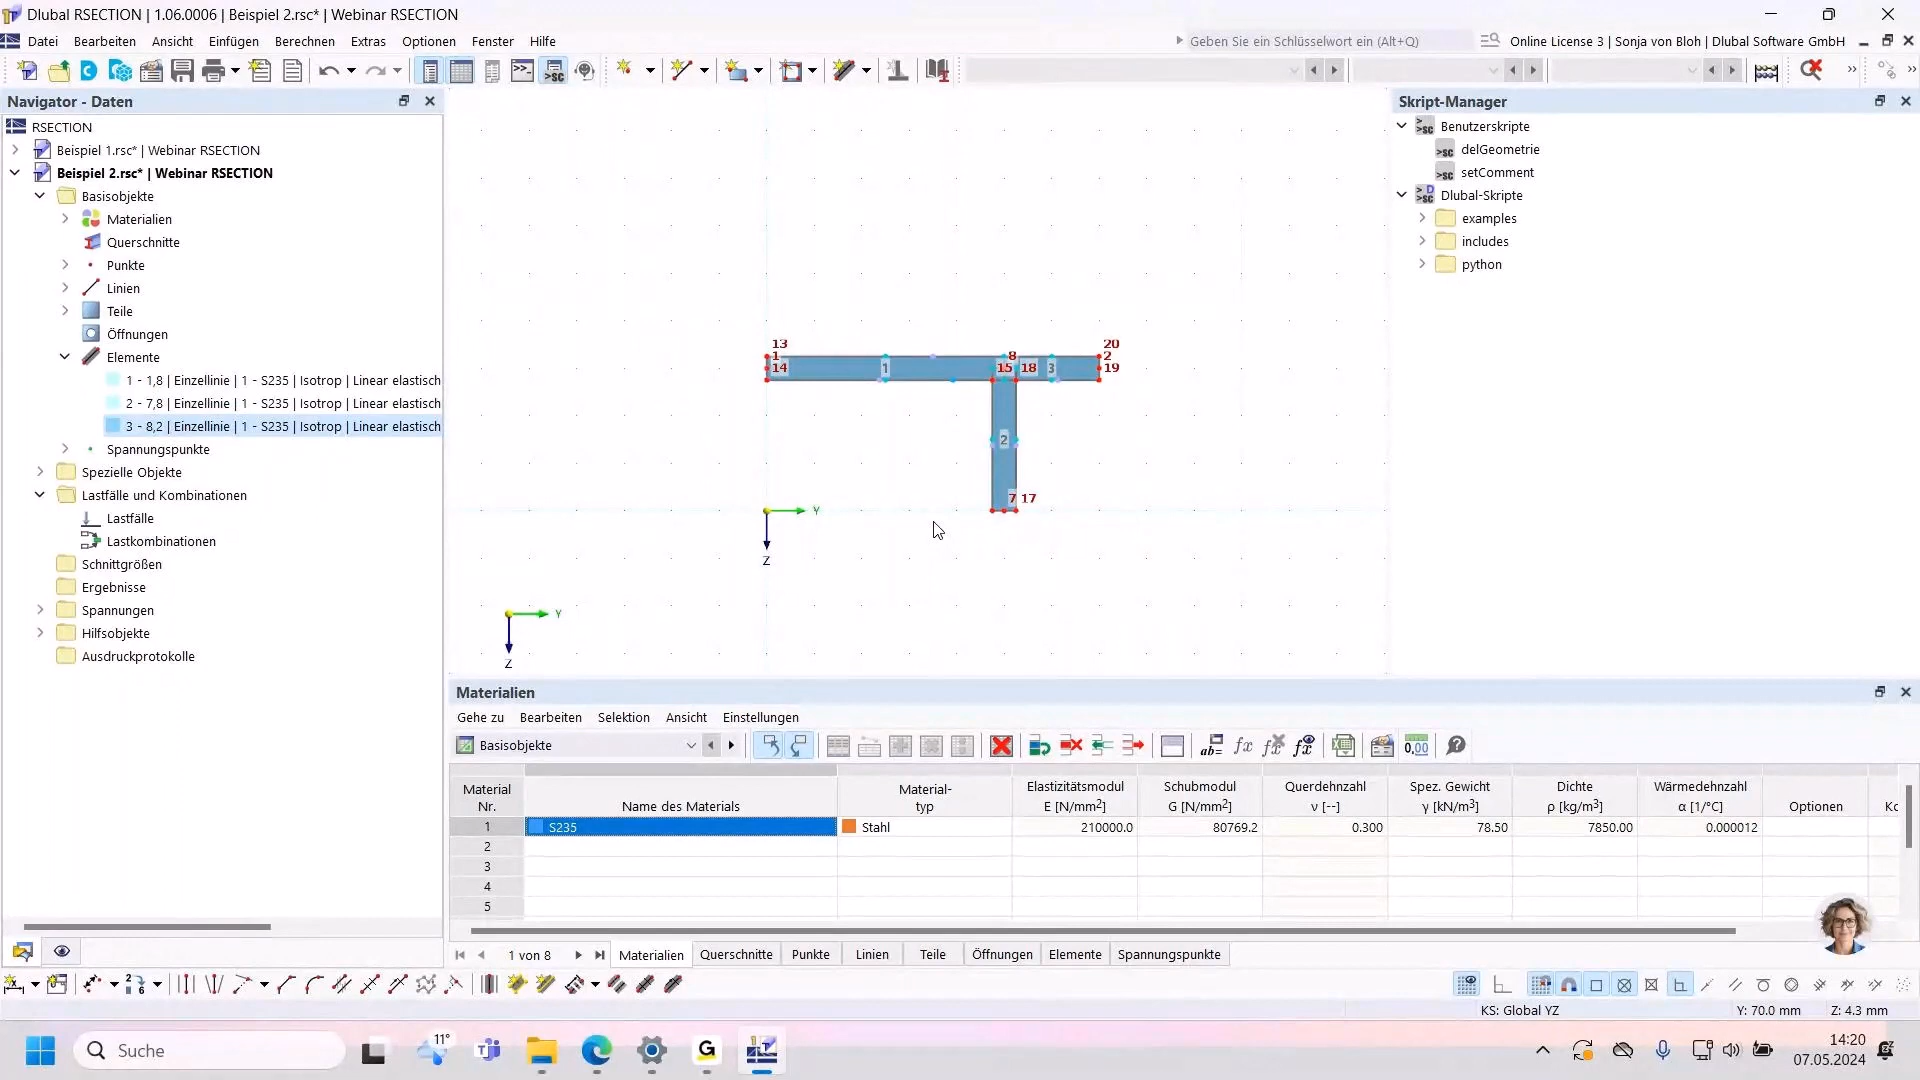 Dlubal RSECTION | 1.06.0006 | Beispiel 2.rsc* | Webinar RSECTION
Datei Bearbeiten Ansicht Einfügen Berechnen Extras Optionen Fenster Hilfe
Geben Sie ein Schlüsselwort ein (Alt+Q)
Online License 3 | Sonja von Bloh | Dlubal Software GmbH
Navigator - Daten
RSECTION
Beispiel 1.rsc* | Webinar RSECTION
Beispiel 2.rsc* | Webinar RSECTION
Basisobjekte
Materialien
Querschnitte
Punkte
Linien
Teile
Öffnungen
Elemente
1 - 1,8 | Einzellinie | 1 - S235 | Isotrop | Linear elastisch
2 - 7,8 | Einzellinie | 1 - S235 | Isotrop | Linear elastisch
3 - 8,2 | Einzellinie | 1 - S235 | Isotrop | Linear elastisch
Spannungspunkte
Spezielle Objekte
Lastfälle und Kombinationen
Lastfälle
Lastkombinationen
Schnittgrößen
Ergebnisse
Spannungen
Hilfsobjekte
Ausdruckprotokolle
13
1
14
1
8
15
18
3
20
2
19
2
7
17
Y
Z
Y
Z
Skript-Manager
Benutzerskripte
delGeometrie
setComment
Dlubal-Skripte
examples
includes
python
Materialien
Gehe zu Bearbeiten Selektion Ansicht Einstellungen
Basisobjekte
Material Nr.
Name des Materials
Material-typ
Elastizitätsmodul E [N/mm²]
Schubmodul G [N/mm²]
Querdehnzahl ν [--]
Spez. Gewicht γ [kN/m³]
Dichte ρ [kg/m³]
Wärmedehnzahl α [1/°C]
Optionen
Kc
1 S235 Stahl 210000.0 80769.2 0.300 78.50 7850.00 0.000012
2
3
4
5
1 von 8
Materialien Querschnitte Punkte Linien Teile Öffnungen Elemente Spannungspunkte
KS: Global YZ
Y: 70.0 mm
Z: 4.3 mm
Suche
11°
14:20
07.05.2024